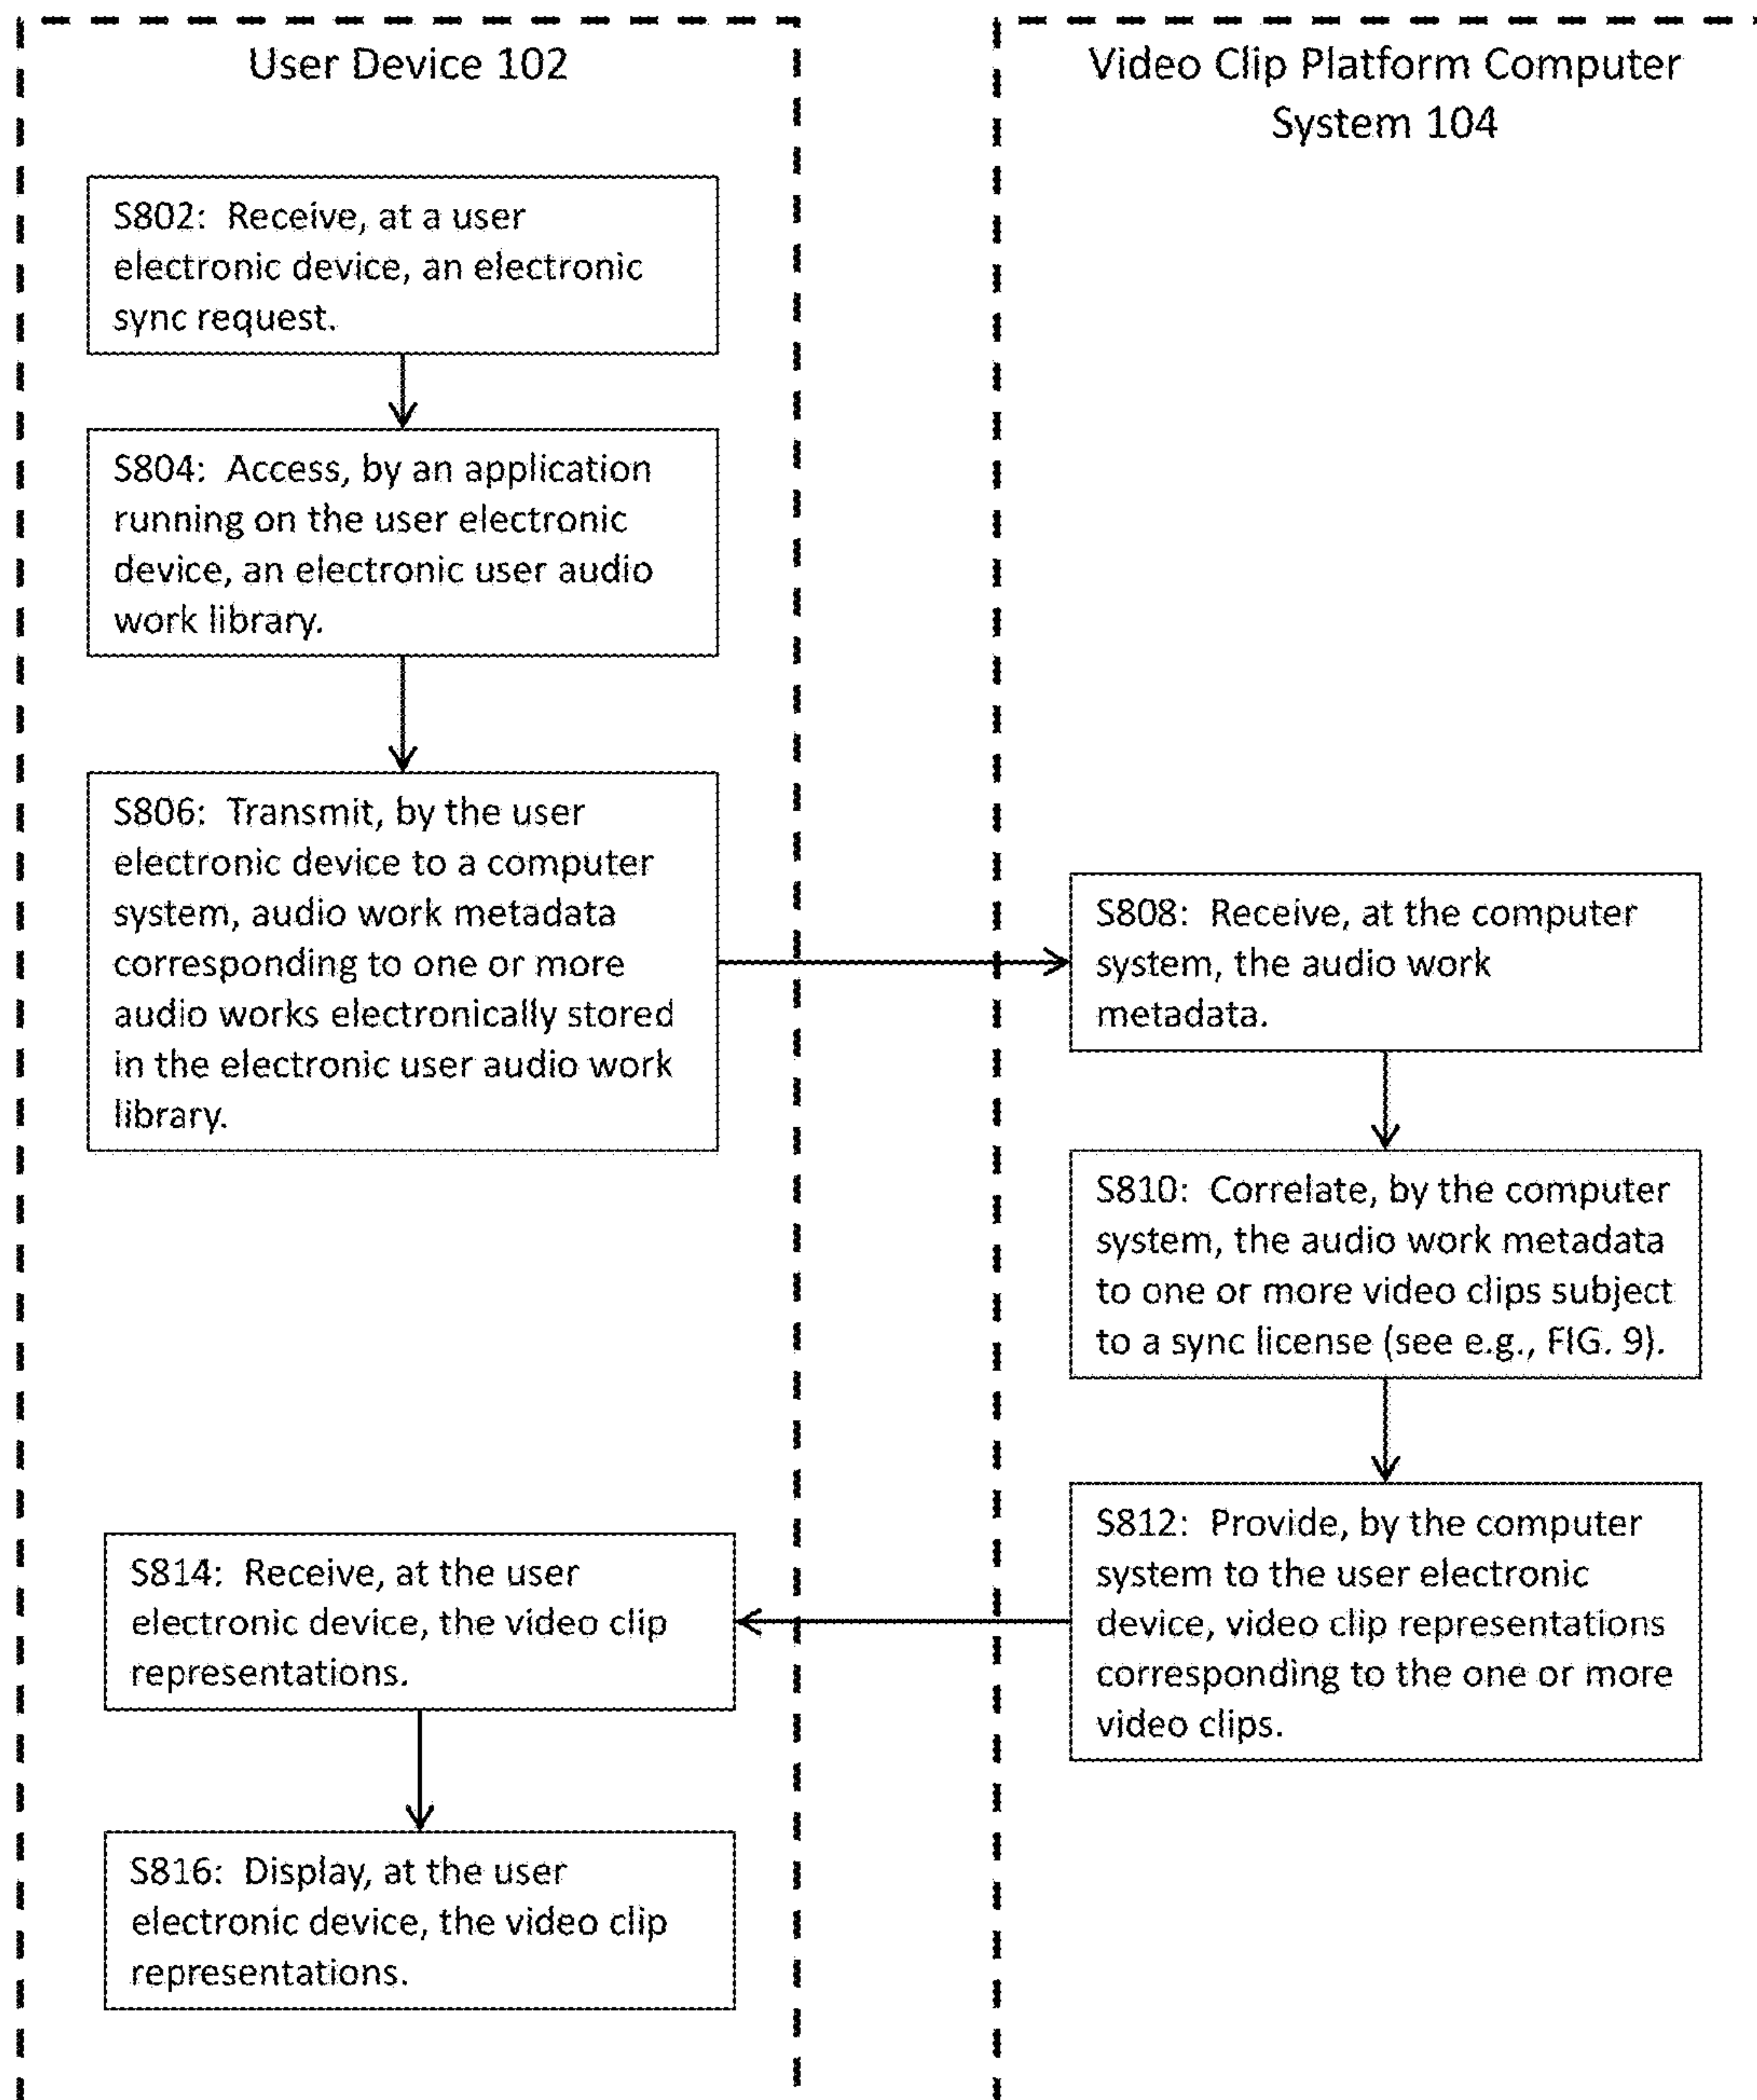 User Device 102
S802:  Receive, at a user
electronic device, an electronic
sync request.
S804:  Access, by an application
running on the user electronic
device, an electronic user audio
work library.
S806:  Transmit, by the user
electronic device to a computer
system, audio work metadata
corresponding to one or more
audio works electronically stored
in the electronic user audio work
library.
Video Clip Platform Computer
System 104
S808:  Receive, at the computer
system, the audio work
metadata.
S810:  Correlate, by the computer
system, the audio work metadata
to one or more video clips subject
to a sync license (see e.g., FIG. 9).
S812:  Provide, by the computer
system to the user electronic
device, video clip representations
corresponding to the one or more
video clips.
S814:  Receive, at the user
electronic device, the video clip
representations.
S816:  Display, at the user
electronic device, the video clip
representations.